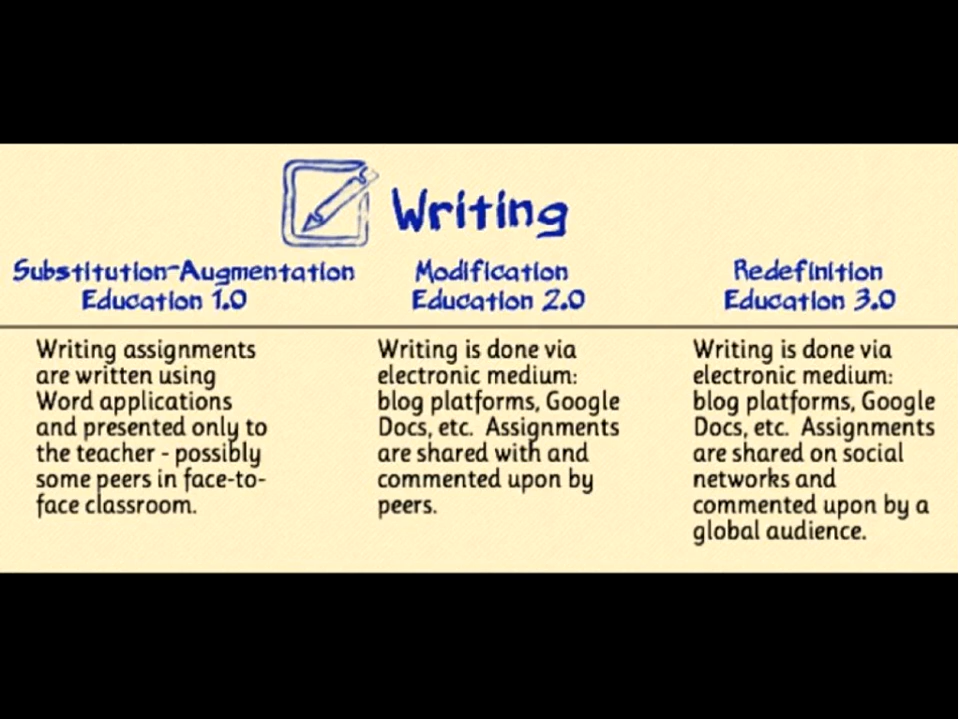 Writing
Substitution-Augmentation
Education 1.0
Modification
Education 2.0
Redefinition
Education 3.0
Writing assignments
are written using
Word applications
and presented only to
the teacher - possibly
some peers in face-to-
face classroom.
Writing is done via
electronic medium:
blog platforms, Google
Docs, etc. Assignments
are shared with and
commented upon by
peers.
Writing is done via
electronic medium:
blog platforms, Google
Docs, etc. Assignments
are shared on social
networks and
commented upon by a
global audience.